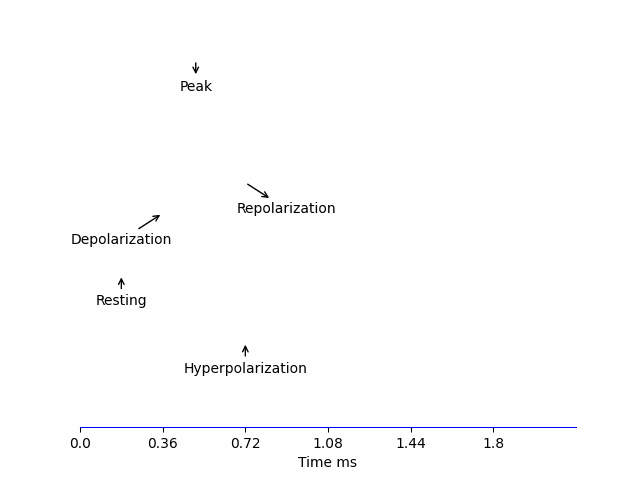 Peak
Repolarization
Depolarization
Resting
Hyperpolarization
0.0 0.36 0.72 1.08 1.44 1.8
Time ms